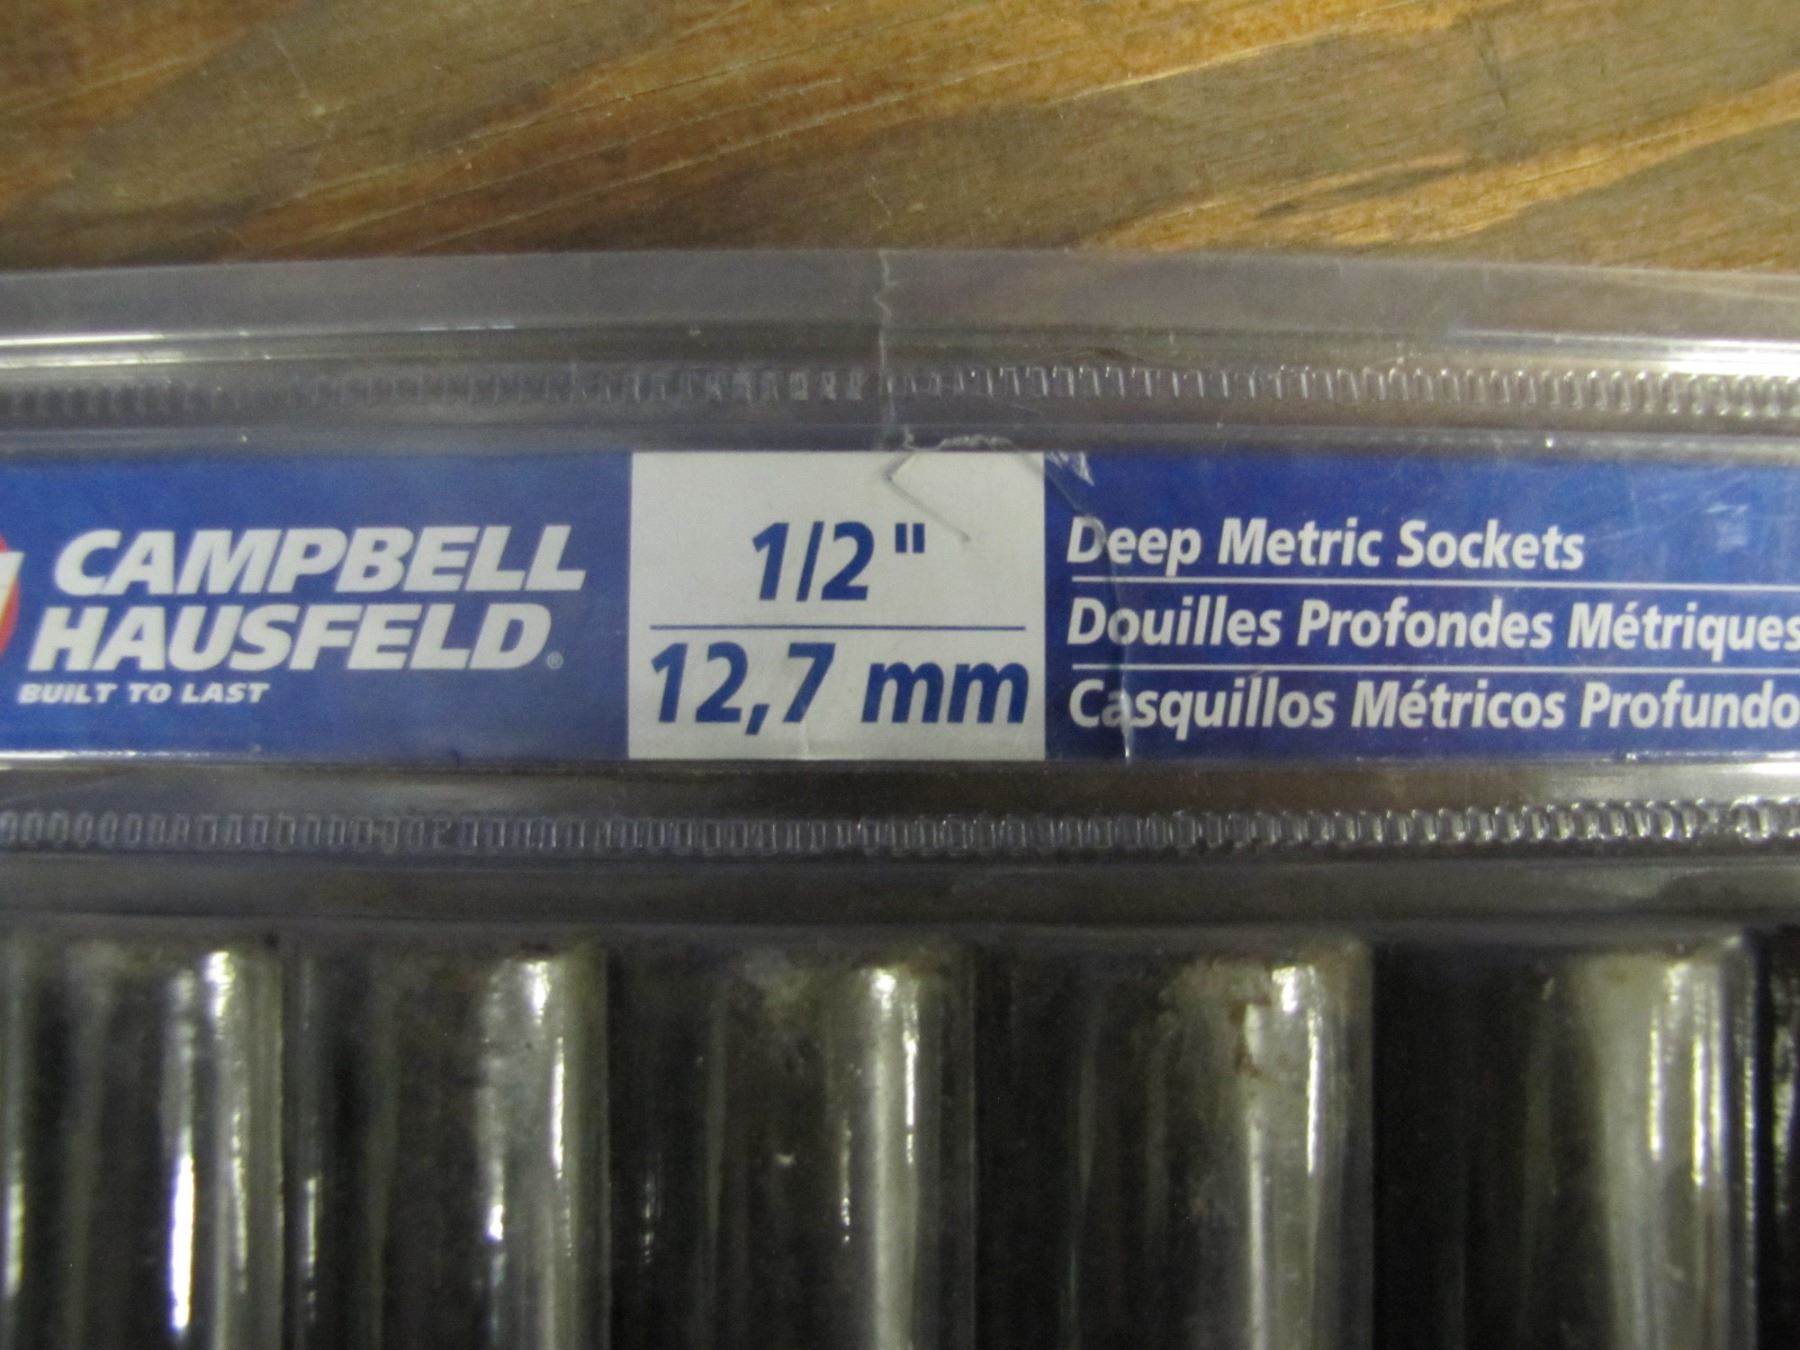 CAMPBELL
HAUSFELD®
BUILT TO LAST
1/2"
12,7 mm
Deep Metric Sockets
Douilles Profondes Métriques
Casquillos Métricos Profundo